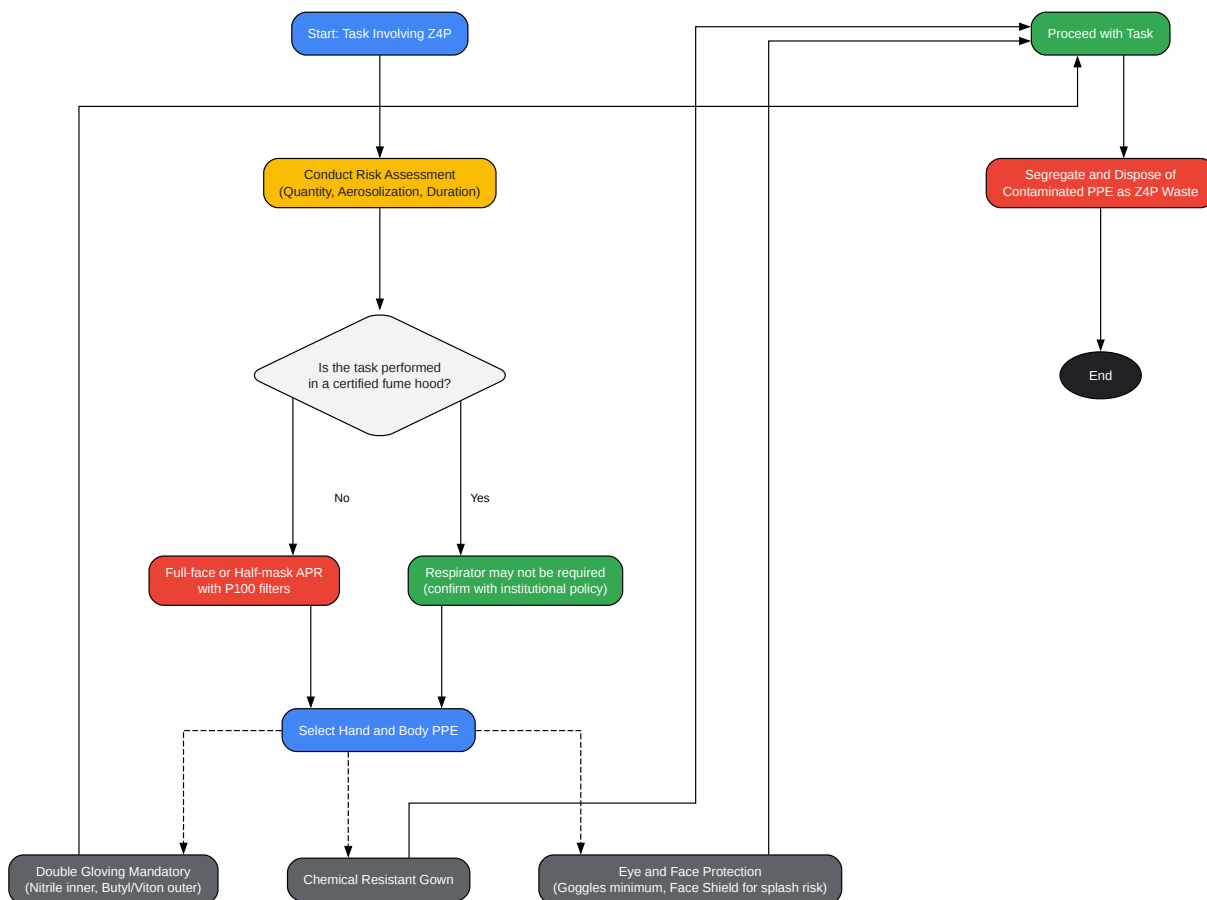 Start: Task Involving Z4P
Proceed with Task
Conduct Risk Assessment
(Quantity, Aerosolization, Duration)
Segregate and Dispose of
Contaminated PPE as Z4P Waste
Is the task performed
in a certified fume hood?
End
No
Yes
Full-face or Half-mask APR
with P100 filters
Respirator may not be required
(confirm with institutional policy)
Select Hand and Body PPE
Double Gloving Mandatory
(Nitrile inner, Butyl/Viton outer)
Chemical Resistant Gown
Eye and Face Protection
(Goggles minimum, Face Shield for splash risk)